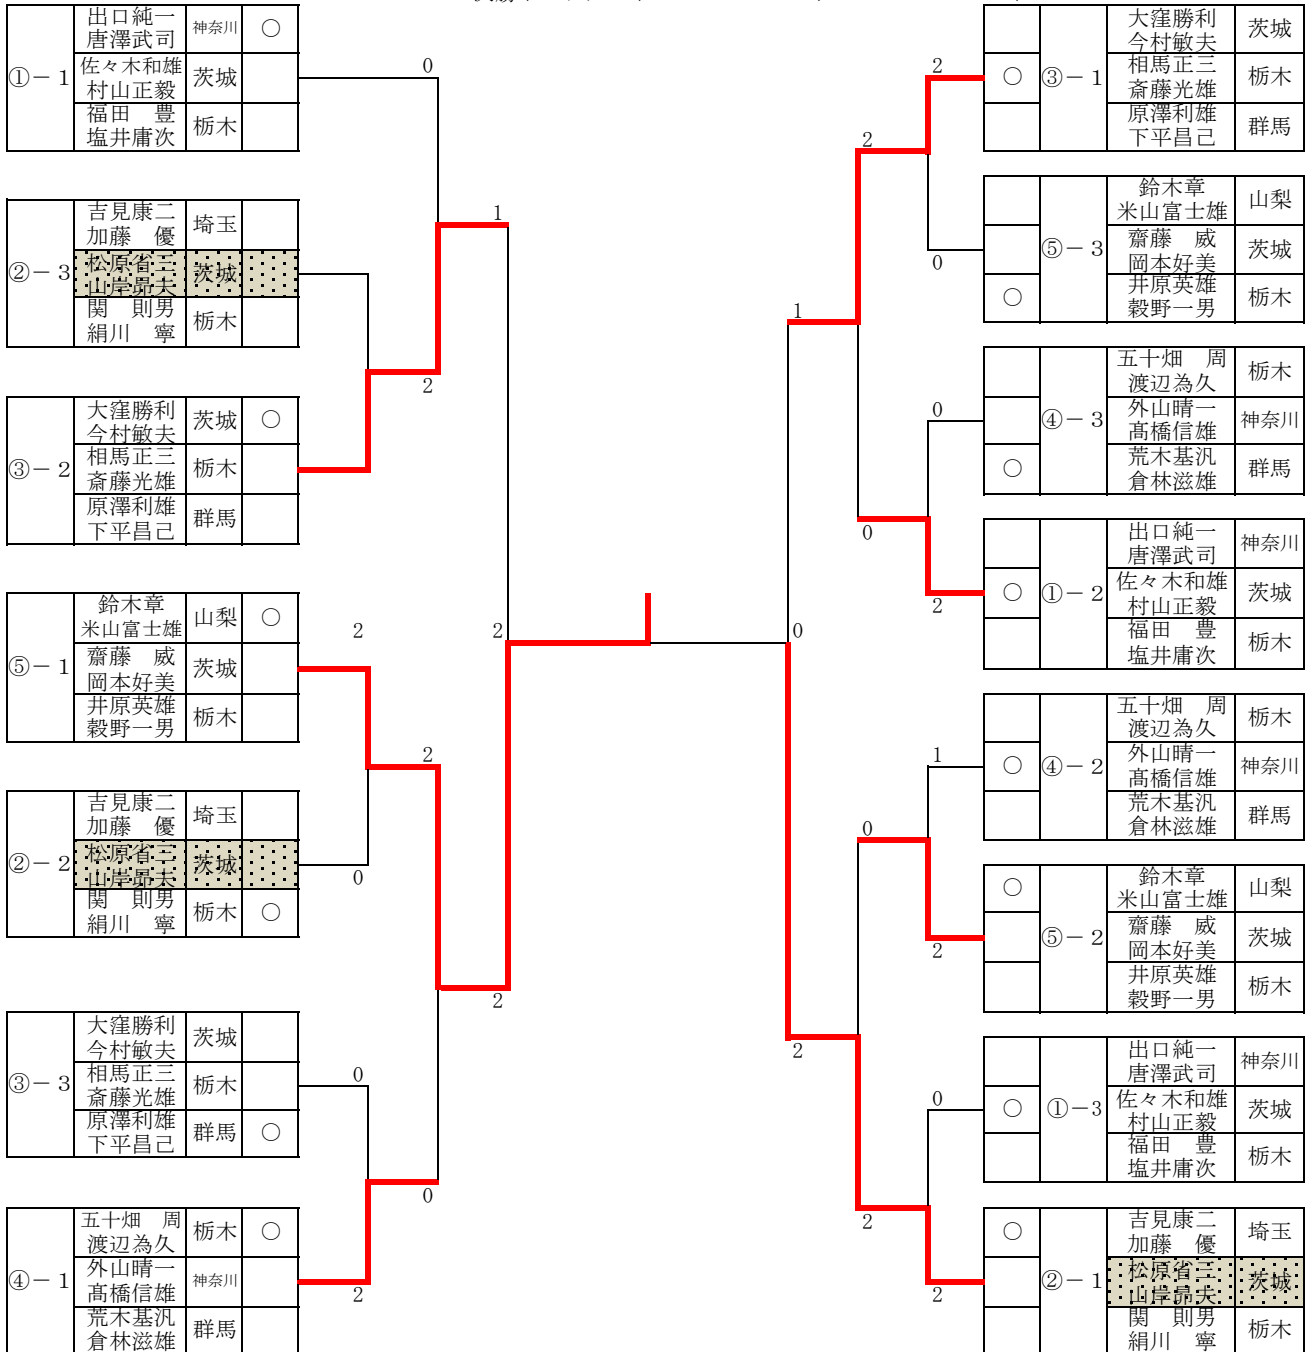 出口純一
唐澤武司
神奈川
○
①－１
佐々木和雄
村山正毅
茨城
福田　豊
塩井庸次
栃木
0
吉見康二
加藤　優
埼玉
②－３
松原省三
山岸昴夫
茨城
関　則男
絹川　寧
栃木
1
2
大窪勝利
今村敏夫
茨城
○
③－２
相馬正三
斎藤光雄
栃木
原澤利雄
下平昌己
群馬
鈴木章
米山富士雄
山梨
○
2
2
⑤－１
齋藤　威
岡本好美
茨城
井原英雄
穀野一男
栃木
2
吉見康二
加藤　優
埼玉
②－２
松原省三
山岸昴夫
茨城
0
関　則男
絹川　寧
栃木
○
2
大窪勝利
今村敏夫
茨城
③－３
相馬正三
斎藤光雄
栃木
0
原澤利雄
下平昌己
群馬
○
0
五十畑　周
渡辺為久
栃木
○
④－１
外山晴一
髙橋信雄
神奈川
2
荒木基汎
倉林滋雄
群馬
大窪勝利
今村敏夫
茨城
2
○
③－１
相馬正三
斎藤光雄
栃木
原澤利雄
下平昌己
群馬
2
鈴木章
米山富士雄
山梨
0
⑤－３
齋藤　威
岡本好美
茨城
○
井原英雄
穀野一男
栃木
1
五十畑　周
渡辺為久
栃木
0
④－３
外山晴一
髙橋信雄
神奈川
○
荒木基汎
倉林滋雄
群馬
0
出口純一
唐澤武司
神奈川
2
○
①－２
佐々木和雄
村山正毅
茨城
福田　豊
塩井庸次
栃木
0
五十畑　周
渡辺為久
栃木
1
○
④－２
外山晴一
髙橋信雄
神奈川
荒木基汎
倉林滋雄
群馬
0
○
鈴木章
米山富士雄
山梨
2
⑤－２
齋藤　威
岡本好美
茨城
井原英雄
穀野一男
栃木
2
出口純一
唐澤武司
神奈川
0
○
①－３
佐々木和雄
村山正毅
茨城
福田　豊
塩井庸次
栃木
2
○
吉見康二
加藤　優
埼玉
2
②－１
松原省三
山岸昴夫
茨城
関　則男
絹川　寧
栃木